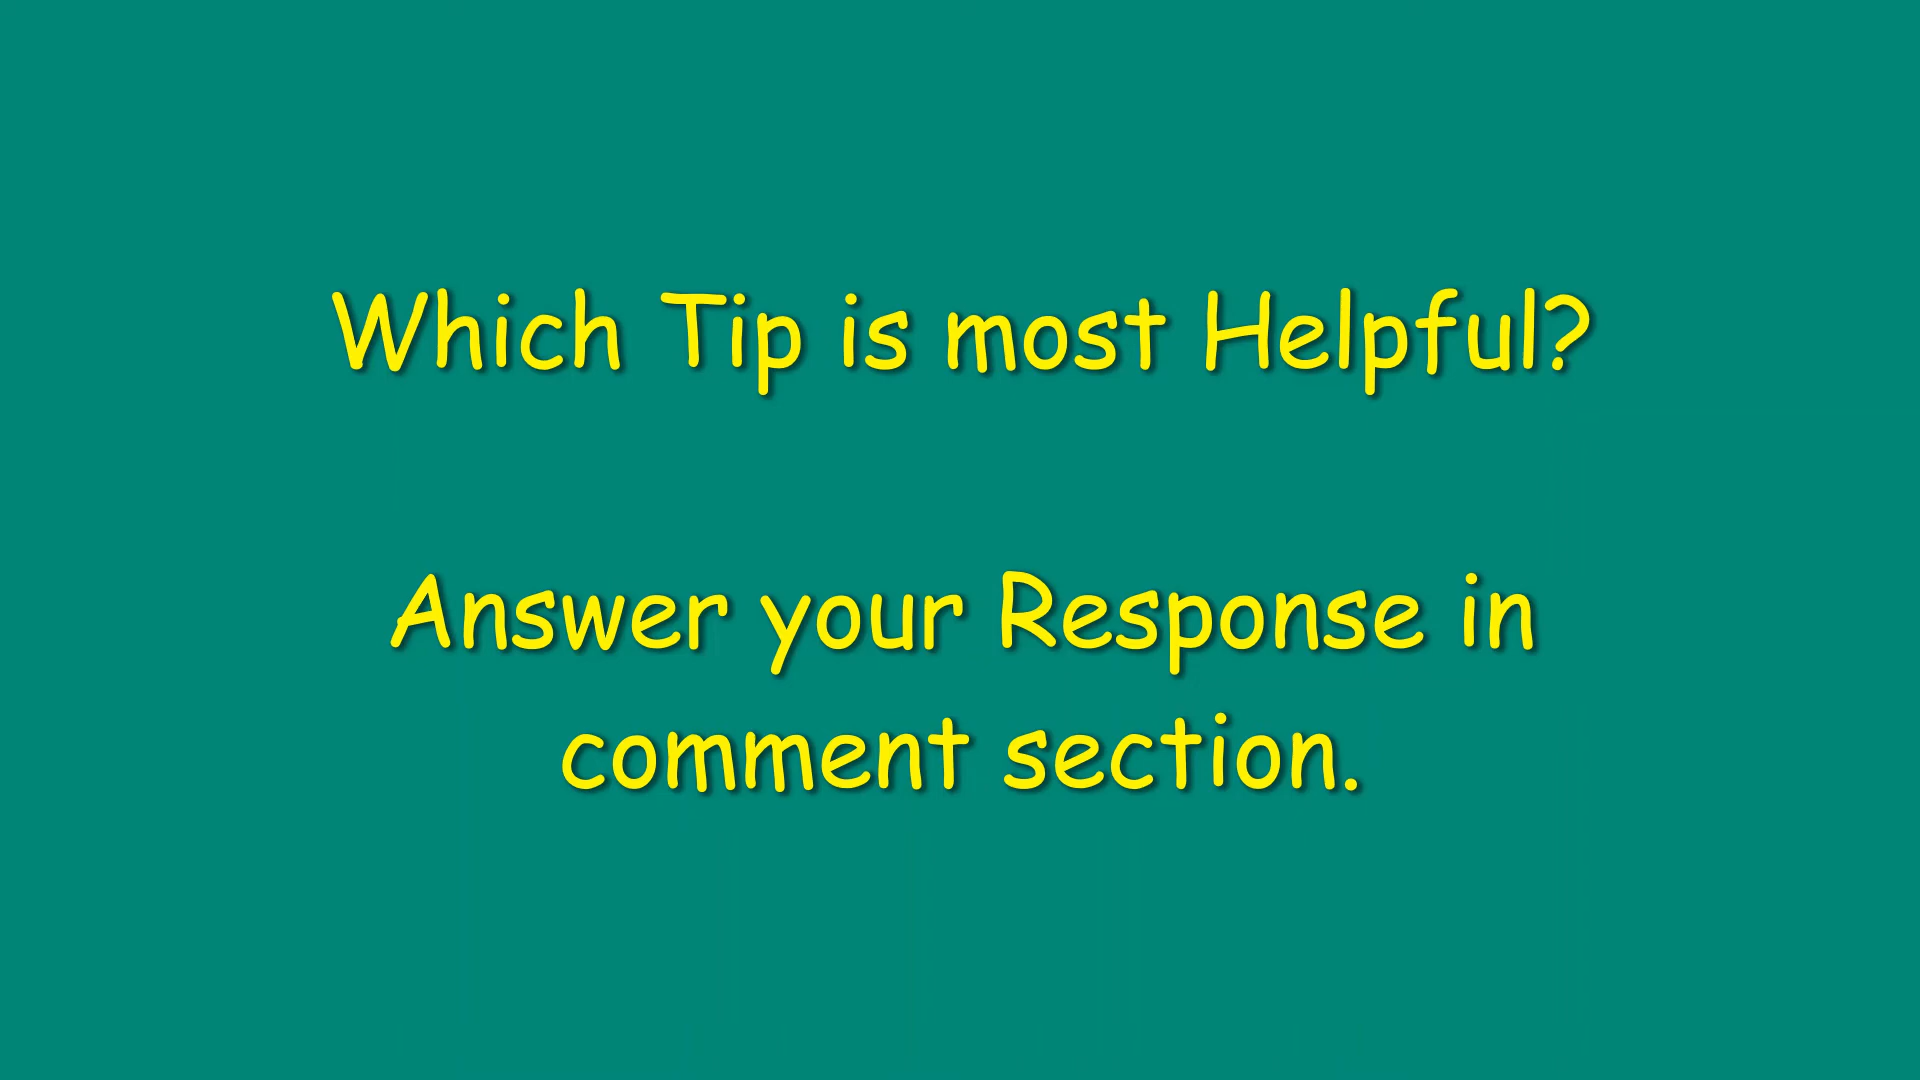 Which Tip is most Helpful?
Answer your Response in
comment section.